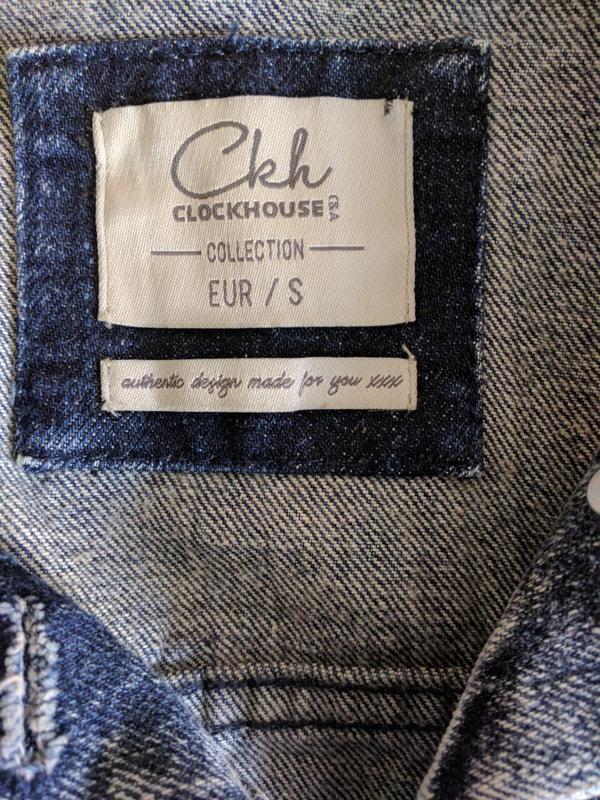 Ckh
CLOCKHOUSE C&A
COLLECTION
EUR / S
authentic design made for you xxx